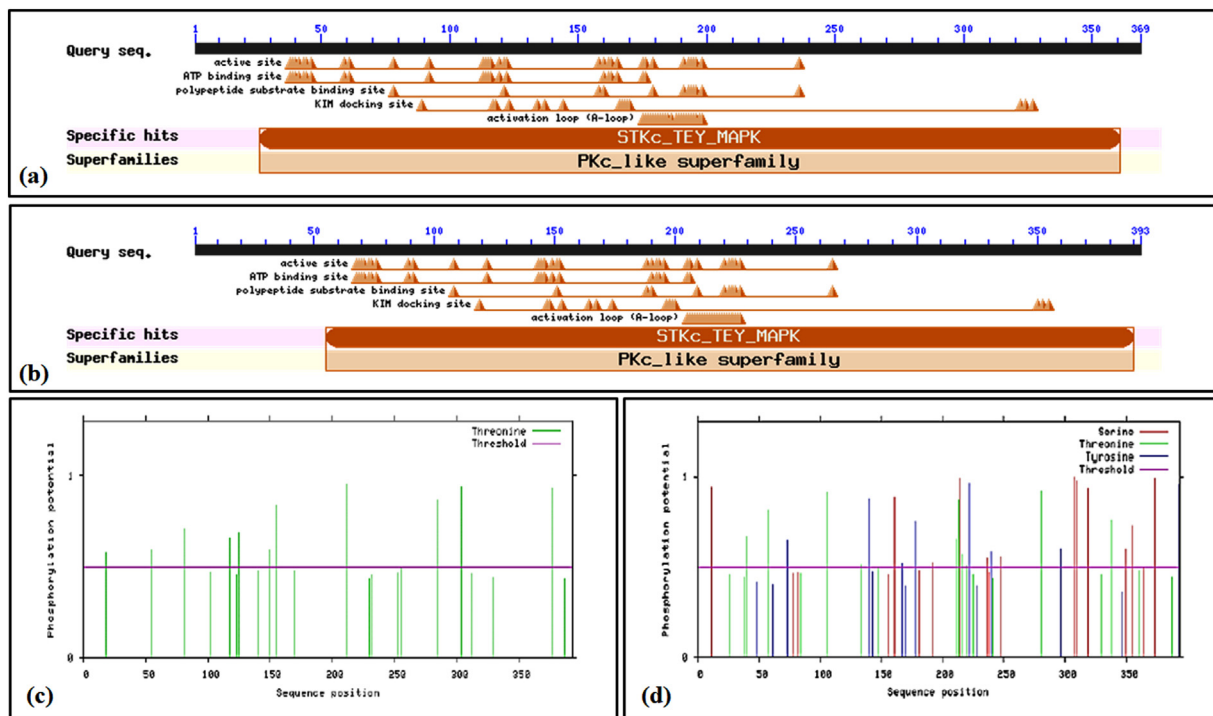 1 50 100 150 200 250 300 350 369
Query seq.
active site
ATP binding site
polypeptide substrate binding site
KIM docking site
activation loop (A-loop)
Specific hits STKc_TEY_MAPK
Superfamilies PKc_like superfamily
(a)
1 50 100 150 200 250 300 350 393
Query seq.
active site
ATP binding site
polypeptide substrate binding site
KIM docking site
activation loop (A-loop)
Specific hits STKc_TEY_MAPK
Superfamilies PKc_like superfamily
(b)
Threonine
Threshold
Phosphorylation potential
1
0
0 50 100 150 200 250 300 350
Sequence position
(c)
Serine
Threonine
Tyrosine
Threshold
Phosphorylation potential
1
0
0 50 100 150 200 250 300 350
Sequence position
(d)